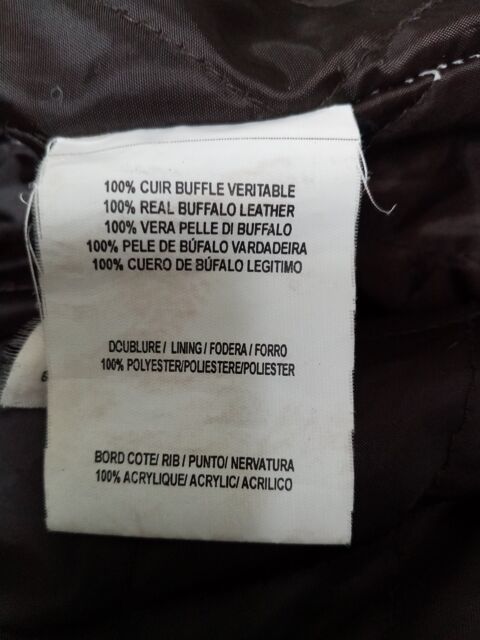 100% CUIR BUFFLE VERITABLE
100% REAL BUFFALO LEATHER
100% VERA PELLE DI BUFFALO
100% PELE DE BÚFALO VARDADEIRA
100% CUERO DE BÚFALO LEGITIMO
DOUBLURE / LINING / FODERA / FORRO
100% POLYESTER/POLIESTERE/POLIESTER
BORD COTE/ RIB / PUNTO/ NERVATURA
100% ACRYLIQUE/ ACRYLIC/ ACRILICO